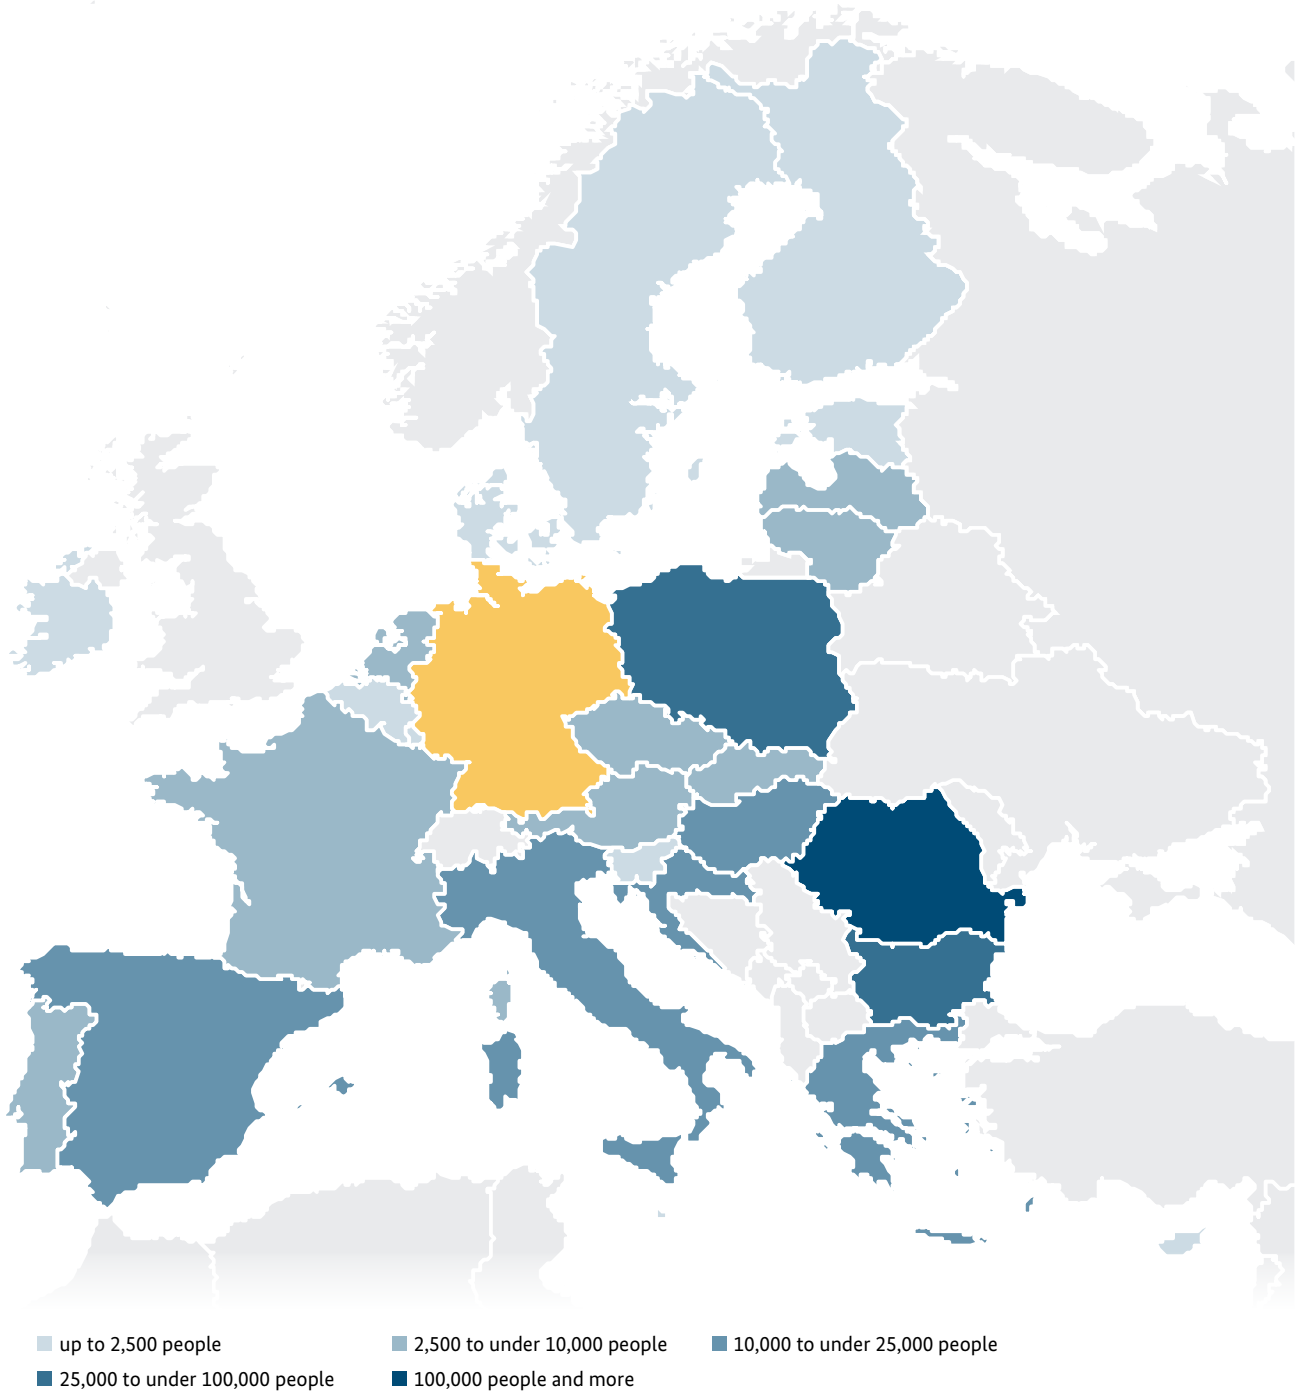 up to 2,500 people
2,500 to under 10,000 people
10,000 to under 25,000 people
25,000 to under 100,000 people
100,000 people and more